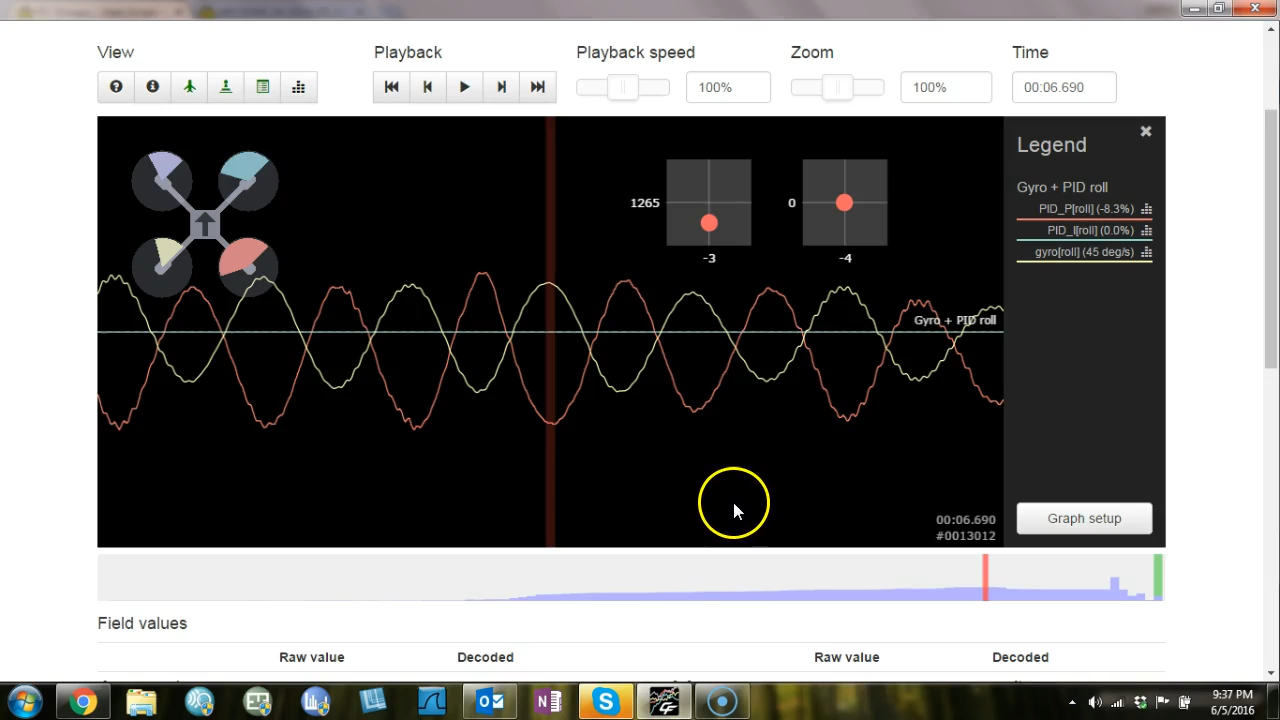 View
Playback
Playback speed
Zoom
Time
100%
100%
00:06.690
Legend
Gyro + PID roll
PID_P[roll] (-8.3%)
PID_I[roll] (0.0%)
gyro[roll] (45 deg/s)
1265
0
-3
-4
Gyro + PID roll
00:06.690
#0013012
Graph setup
Field values
Raw value
Decoded
Raw value
Decoded
9:37 PM
6/5/2016